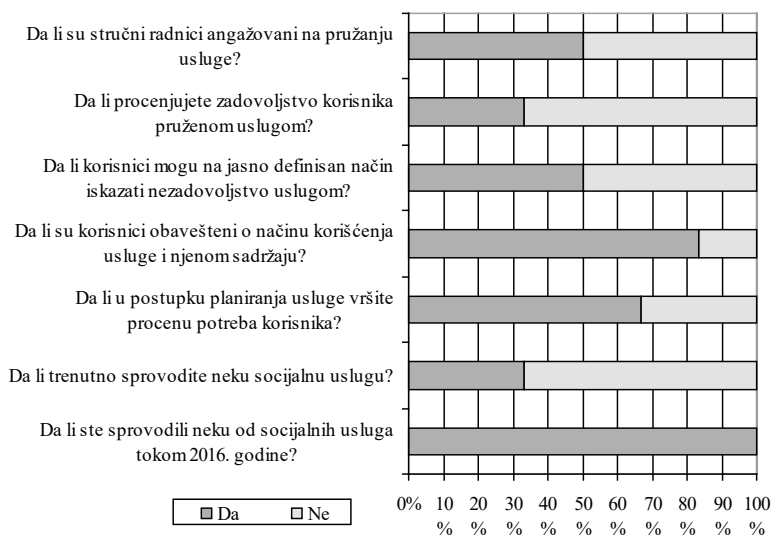 Da li su stručni radnici angažovani na pružanju
usluge?
Da li procenjujete zadovoljstvo korisnika
pruženom uslugom?
Da li korisnici mogu na jasno definisan način
iskazati nezadovoljstvo uslugom?
Da li su korisnici obavešteni o načinu korišćenja
usluge i njenom sadržaju?
Da li u postupku planiranja usluge vršite
procenu potreba korisnika?
Da li trenutno sprovodite neku socijalnu uslugu?
Da li ste sprovodili neku od socijalnih usluga
tokom 2016. godine?
0% 10 20 30 40 50 60 70 80 90 100
% % % % % % % % % %
Da Ne